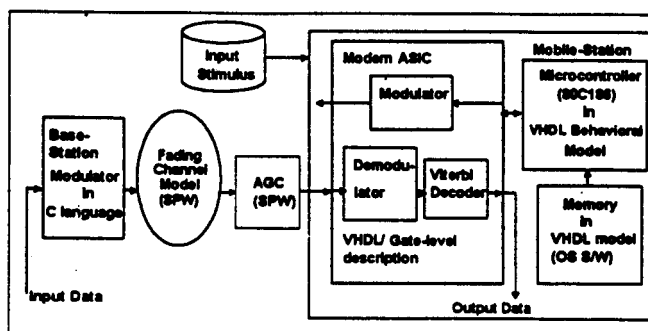 Input
Stimulus
Mobile-Station
Modem ASIC
Modulator
Microcontroller
(80C186)
in
VHDL Behavioral
Model
Base-
Station
Modulator
in
C language
Fading
Channel
Model
(SPW)
AGC
(SPW)
Demodu-
lator
Viterbi
Decoder
VHDL/ Gate-level
description
Memory
in
VHDL model
(OS S/W)
Input Data
Output Data